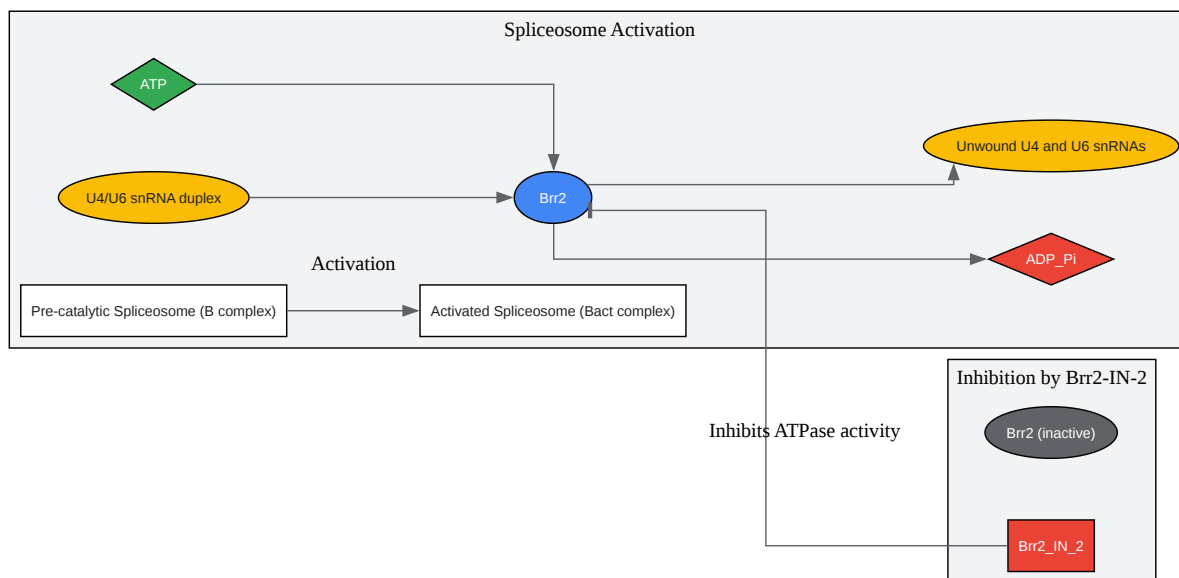 Spliceosome Activation
ATP
Unwound U4 and U6 snRNAs
U4/U6 snRNA duplex
Brr2
ADP_Pi
Activation
Pre-catalytic Spliceosome (B complex)
Activated Spliceosome (Bact complex)
Inhibition by Brr2-IN-2
Brr2 (inactive)
Inhibits ATPase activity
Brr2_IN_2